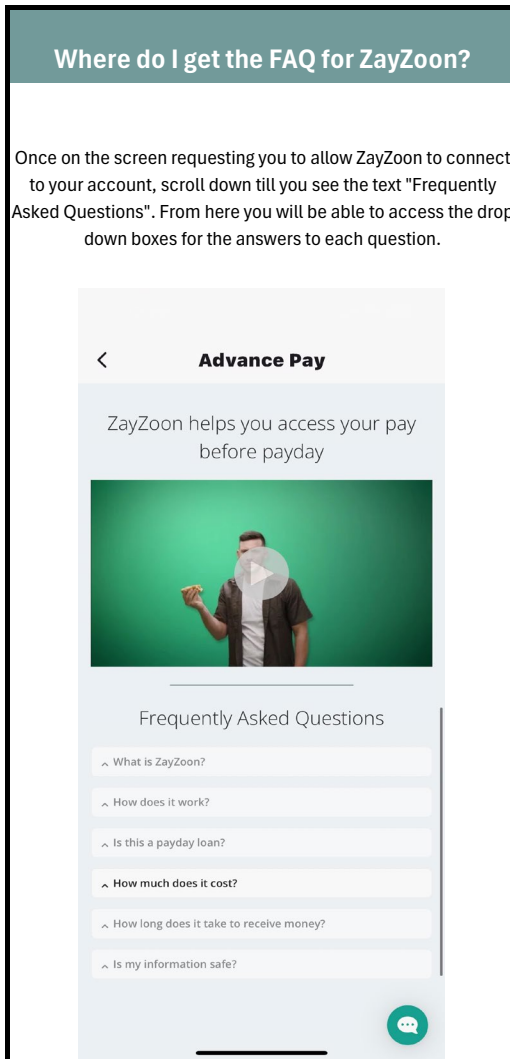 Where do I get the FAQ for ZayZoon?
Once on the screen requesting you to allow ZayZoon to connect
to your account, scroll down till you see the text "Frequently
Asked Questions". From here you will be able to access the drop
down boxes for the answers to each question.
Advance Pay
ZayZoon helps you access your pay
before payday
Frequently Asked Questions
What is ZayZoon?
How does it work?
Is this a payday loan?
How much does it cost?
How long does it take to receive money?
Is my information safe?